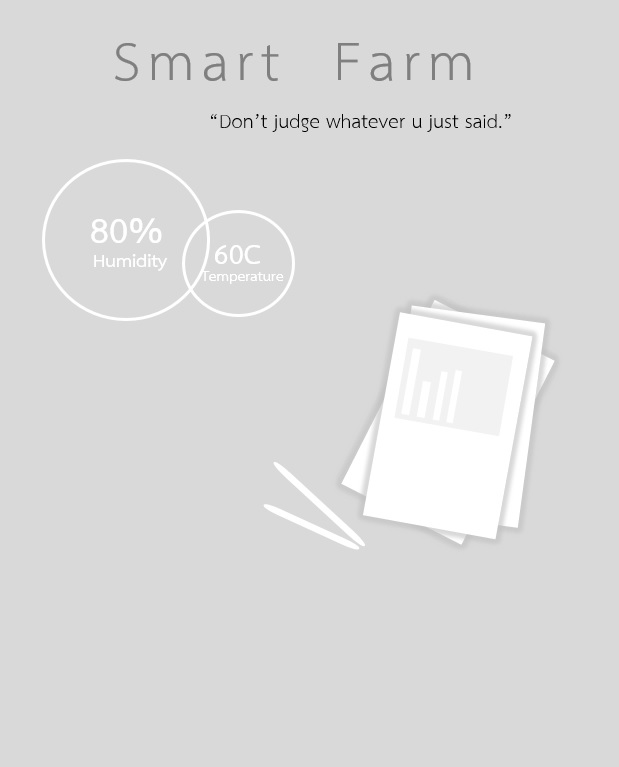 Smart Farm
“Don’t judge whatever u just said.”
80%
Humidity
60C
Temperature